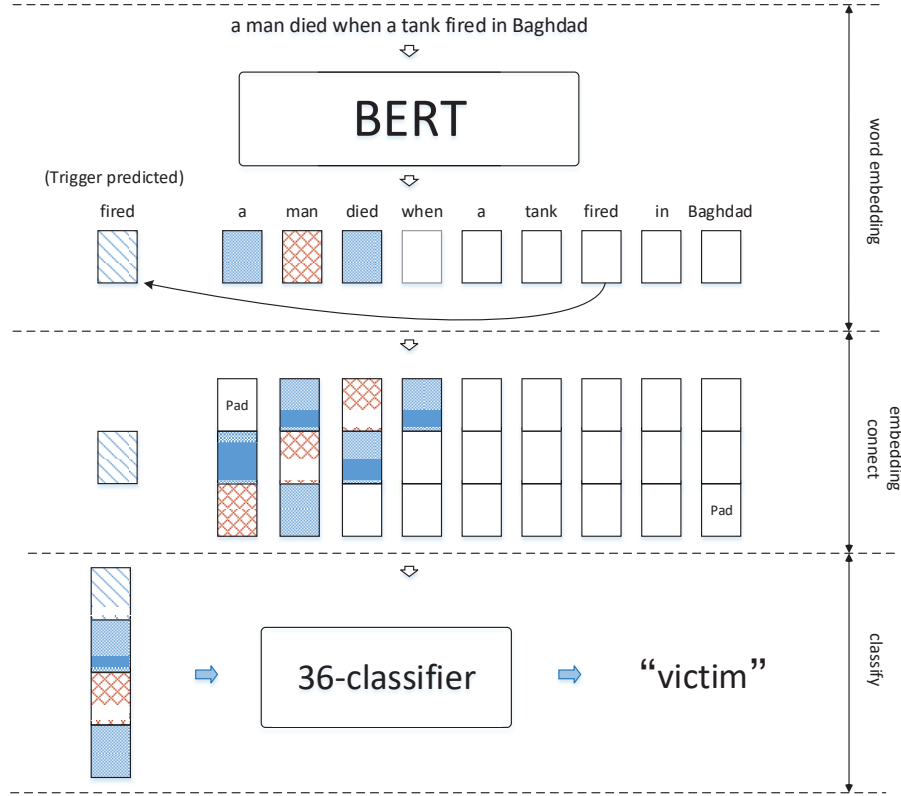 a man died when a tank fired in Baghdad
BERT
word embedding
(Trigger predicted)
fired a man died when a tank fired in Baghdad
Pad
embedding
connect
Pad
36-classifier
“victim”
classify